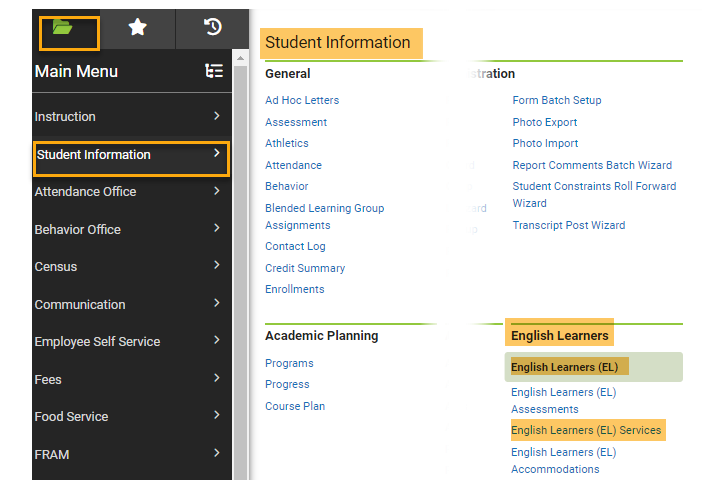 Main Menu
Instruction
Student Information
Attendance Office
Behavior Office
Census
Communication
Employee Self Service
Fees
Food Service
FRAM
Student Information
General
Ad Hoc Letters
Assessment
Athletics
Attendance
Behavior
Blended Learning Group
Assignments
Contact Log
Credit Summary
Enrollments
stration
Form Batch Setup
Photo Export
Photo Import
Report Comments Batch Wizard
Student Constraints Roll Forward
Wizard
Transcript Post Wizard
Academic Planning
Programs
Progress
Course Plan
English Learners
English Learners (EL)
English Learners (EL)
Assessments
English Learners (EL) Services
English Learners (EL)
Accommodations